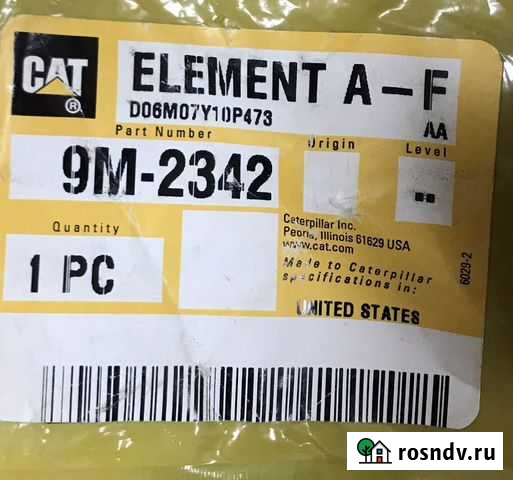 CAT
®
ELEMENT A-F
D06M07Y10P473
AA
Part Number
Origin
Level
9M-2342
--
Quantity
1 PC
Caterpillar Inc.
Peoria, Illinois 61629 USA
www.cat.com
Made to Caterpillar
specifications in:
UNITED STATES
6029-2
rosndv.ru